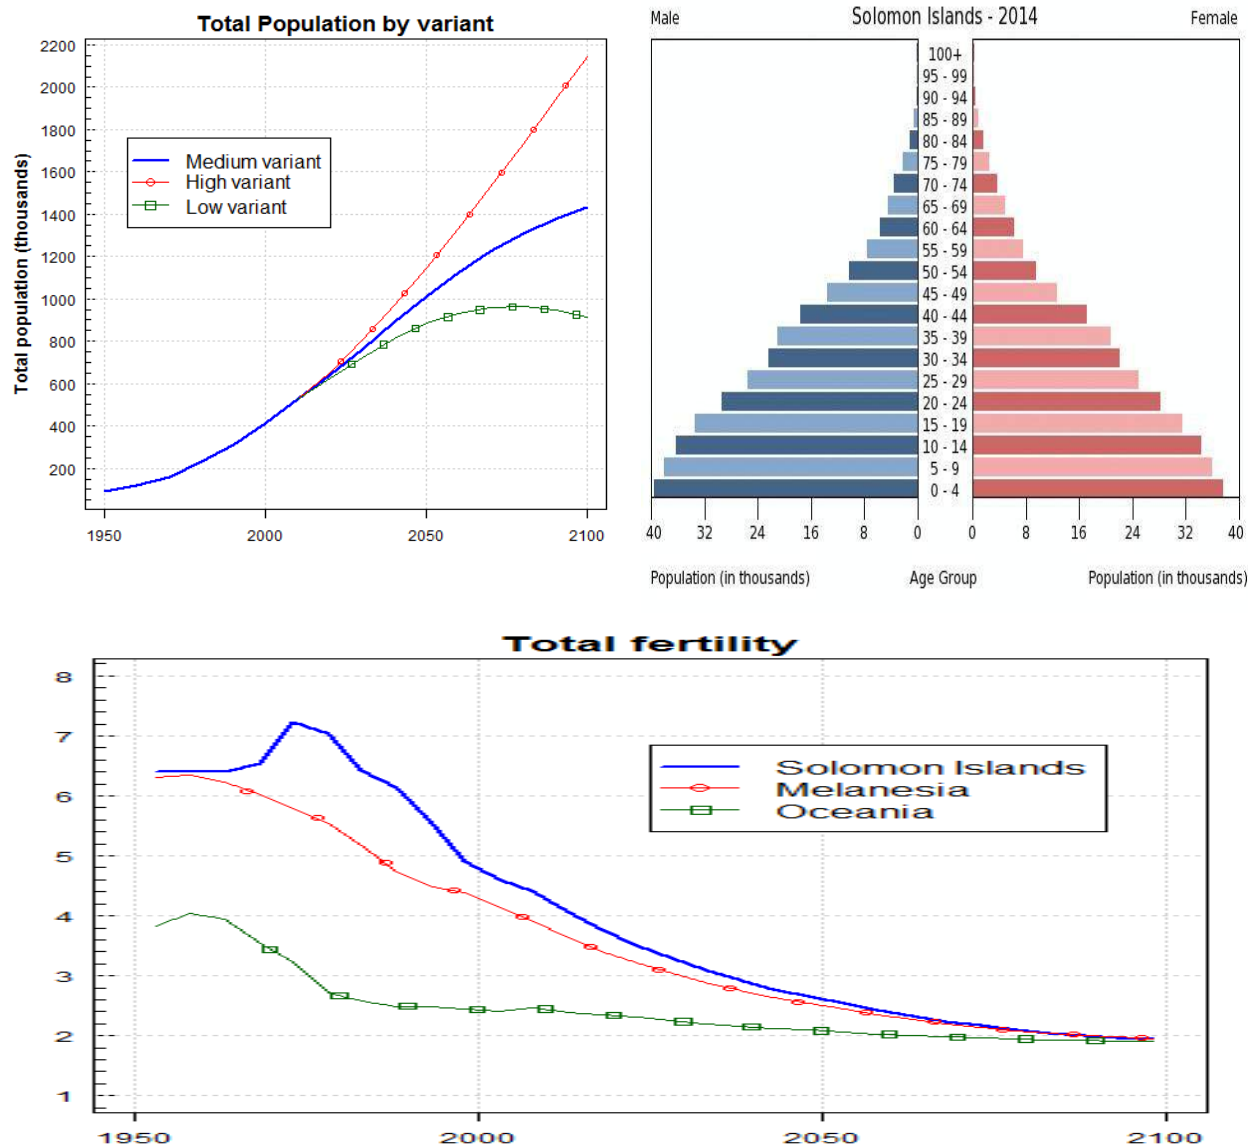 Total Population by variant
Total population (thousands)
2200
2000
1800
1600
1400
1200
1000
800
600
400
200
Medium variant
High variant
Low variant
1950 2000 2050 2100
Male Solomon Islands - 2014 Female
100+
95 - 99
90 - 94
85 - 89
80 - 84
75 - 79
70 - 74
65 - 69
60 - 64
55 - 59
50 - 54
45 - 49
40 - 44
35 - 39
30 - 34
25 - 29
20 - 24
15 - 19
10 - 14
5 - 9
0 - 4
40 32 24 16 8 0 0 8 16 24 32 40
Population (in thousands) Age Group Population (in thousands)
Total fertility
8
7
6
5
4
3
2
1
Solomon Islands
Melanesia
Oceania
1950 2000 2050 2100